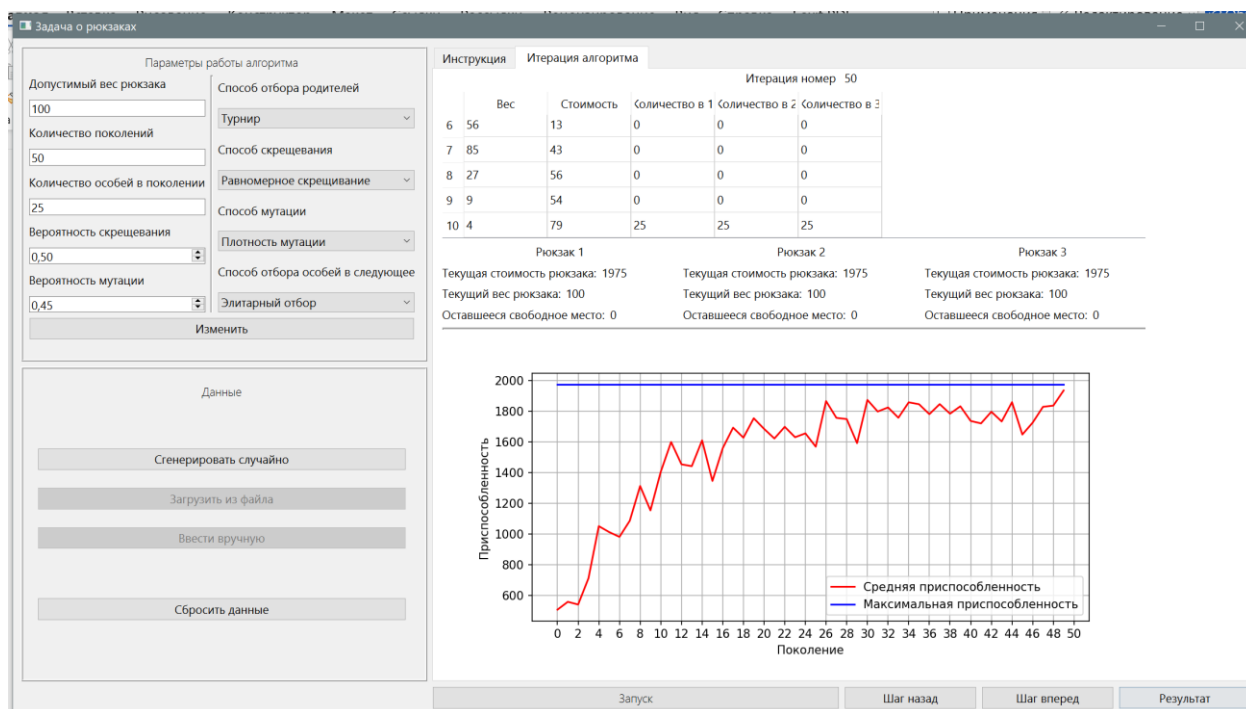 Задача о рюкзаках
Параметры работы алгоритма
Допустимый вес рюкзака
100
Количество поколений
50
Количество особей в поколении
25
Вероятность скрещевания
0,50
Вероятность мутации
0,45
Способ отбора родителей
Турнир
Способ скрещевания
Равномерное скрещивание
Способ мутации
Плотность мутации
Способ отбора особей в следующее
Элитарный отбор
Изменить
Данные
Сгенерировать случайно
Загрузить из файла
Ввести вручную
Сбросить данные
Инструкция Итерация алгоритма
Итерация номер 50
Вес Стоимость Количество в 1 Количество в 2 Количество в 3
6 56 13 0 0 0
7 85 43 0 0 0
8 27 56 0 0 0
9 9 54 0 0 0
10 4 79 25 25 25
Рюкзак 1 Рюкзак 2 Рюкзак 3
Текущая стоимость рюкзака: 1975 Текущая стоимость рюкзака: 1975 Текущая стоимость рюкзака: 1975
Текущий вес рюкзака: 100 Текущий вес рюкзака: 100 Текущий вес рюкзака: 100
Оставшееся свободное место: 0 Оставшееся свободное место: 0 Оставшееся свободное место: 0
2000
1800
1600
1400
1200
1000
800
600
Приспособленность
Средняя приспособленность
Максимальная приспособленность
0 2 4 6 8 10 12 14 16 18 20 22 24 26 28 30 32 34 36 38 40 42 44 46 48 50
Поколение
Запуск Шаг назад Шаг вперед Результат